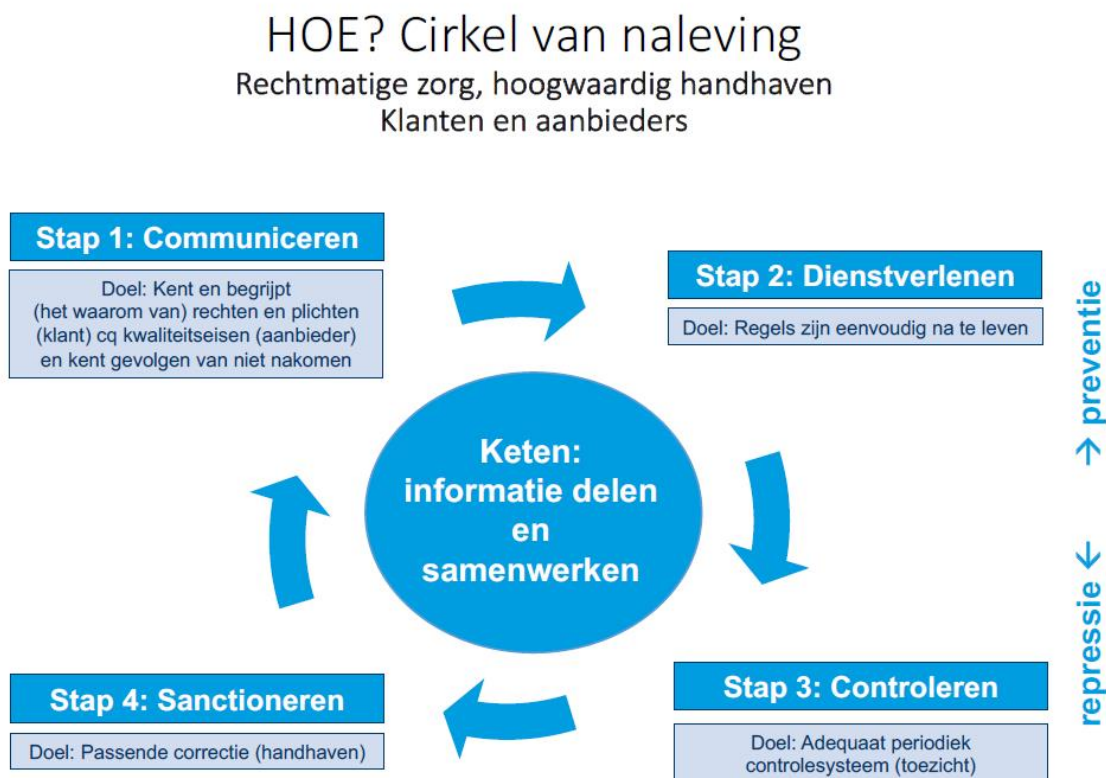 HOE? Cirkel van naleving
Rechtmatige zorg, hoogwaardig handhaven
Klanten en aanbieders
Stap 1: Communiceren
Doel: Kent en begrijpt
(het waarom van) rechten en plichten
(klant) cq kwaliteitseisen (aanbieder)
en kent gevolgen van niet nakomen
Stap 2: Dienstverlenen
Doel: Regels zijn eenvoudig na te leven
→ preventie
Keten:
informatie delen
en
samenwerken
repressie ←
Stap 4: Sanctioneren
Doel: Passende correctie (handhaven)
Stap 3: Controleren
Doel: Adequaat periodiek
controlesysteem (toezicht)